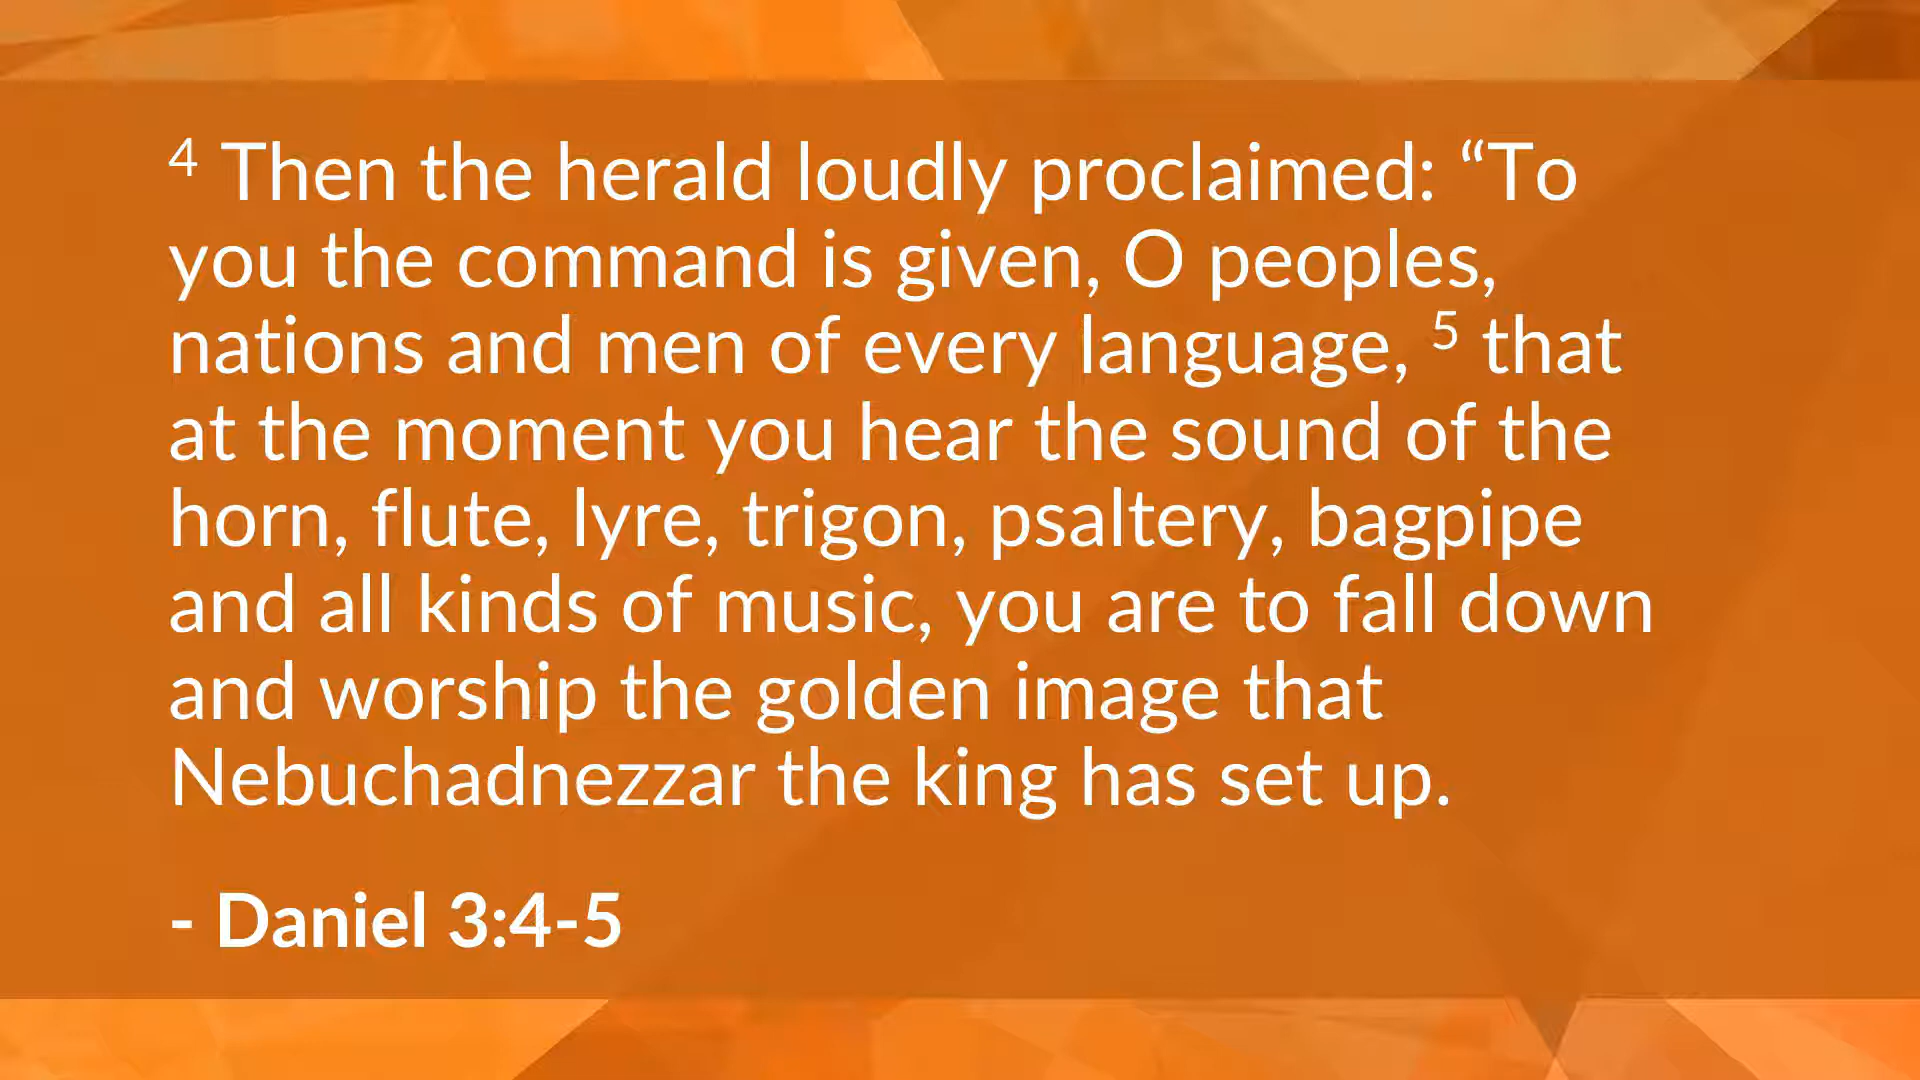 4 Then the herald loudly proclaimed: “To
you the command is given, O peoples,
nations and men of every language, 5 that
at the moment you hear the sound of the
horn, flute, lyre, trigon, psaltery, bagpipe
and all kinds of music, you are to fall down
and worship the golden image that
Nebuchadnezzar the king has set up.
- Daniel 3:4-5